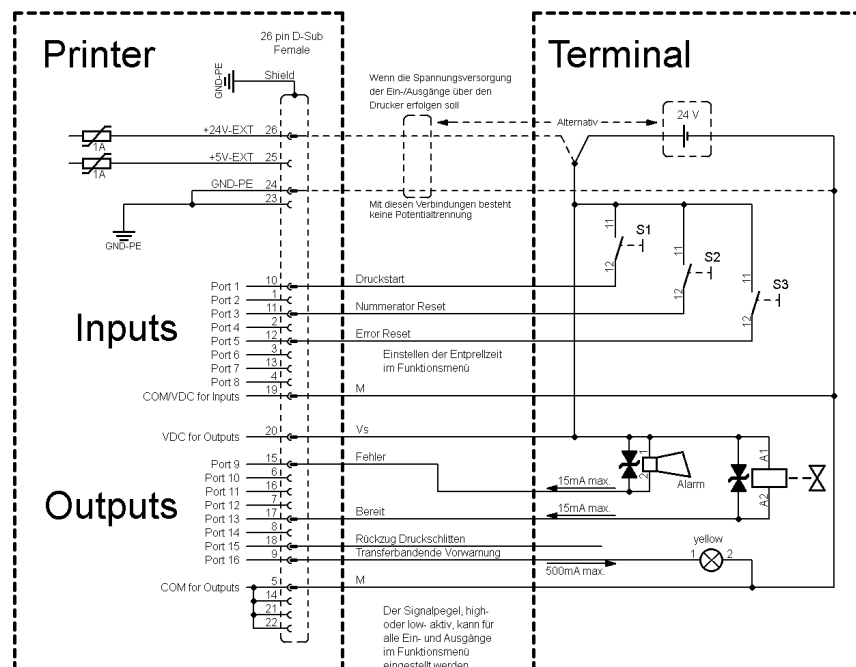 Printer
26 pin D-Sub
Female
Terminal
Shield
GND-PE
Wenn die Spannungsversorgung
der Ein-/Ausgänge über den
Drucker erfolgen soll
Alternativ
24 V
+24V-EXT 26
1A
+5V-EXT 25
1A
GND-PE 24
23
GND-PE
Mit diesen Verbindungen besteht
keine Potentialtrennung
11 S1
12
11 S2
12
11 S3
12
Inputs
Port 1 10 Druckstart
Port 2 1
Port 3 11 Nummerator Reset
Port 4 2
Port 5 12 Error Reset
Port 6 3
Port 7 13
Port 8 4
Einstellen der Entprellzeit
im Funktionsmenü
COM/VDC for Inputs 19 M
VDC for Outputs 20 Vs
Outputs
Port 9 15 Fehler
Port 10 6
Port 11 16
Port 12 7
Port 13 17 Bereit
Port 14 8
Port 15 18 Rückzug Druckschlitten
Port 16 9 Transferbandende Vorwarnung
15mA max.
1
2
Alarm
A1
A2
15mA max.
500mA max.
yellow
1 2
COM for Outputs 5 M
14
21
22
Der Signalpegel, high-
oder low- aktiv, kann für
alle Ein- und Ausgänge
im Funktionsmenü
eingestellt werden